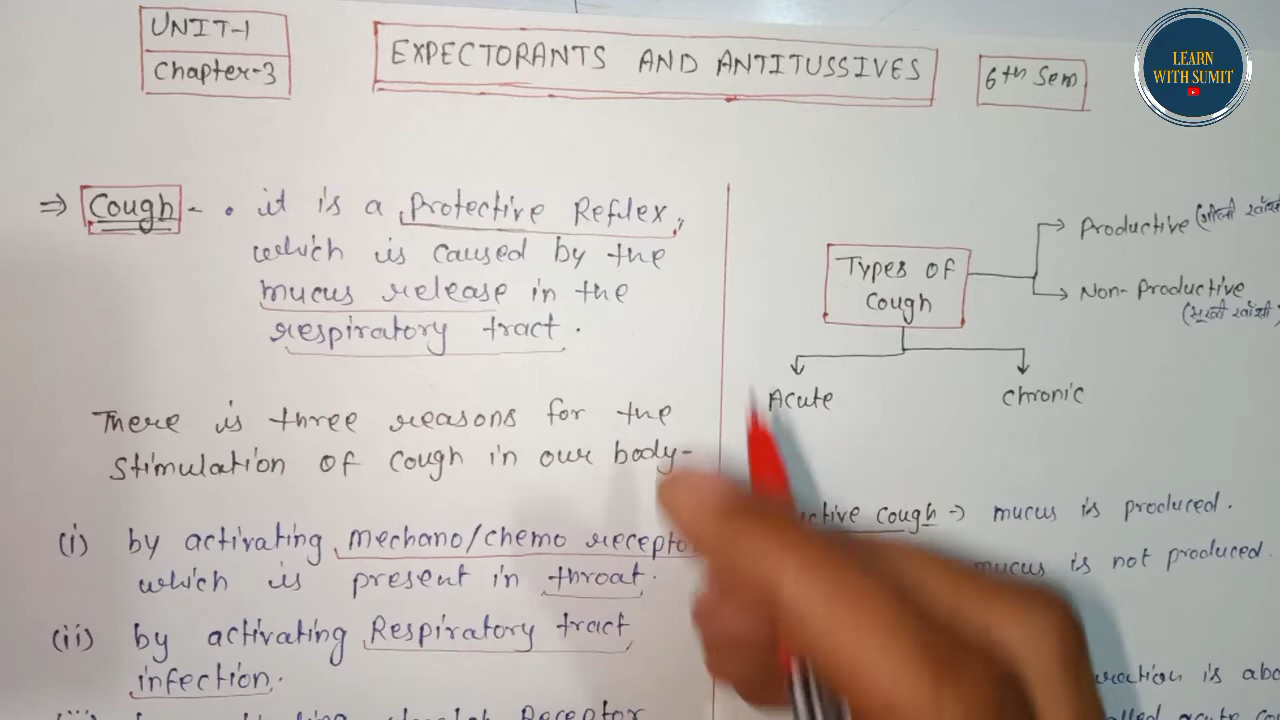 UNIT-1
Chapter-3
EXPECTORANTS AND ANTITUSSIVES
6th Sem
LEARN
WITH SUMIT
⇒ Cough - • it is a Protective Reflex,
which is caused by the
mucus release in the
respiratory tract.
There is three reasons for the
Stimulation of cough in our body-
(i) by activating mechano/chemo
which is present in throat.
(ii) by activating Respiratory tract
infection.
Receptor
Types of
Cough
Productive (गीली
Non-Productive
(सूखी खाँसी)
Acute
Chronic
cough → mucus is produced.
mucus is not produced.
is
acute